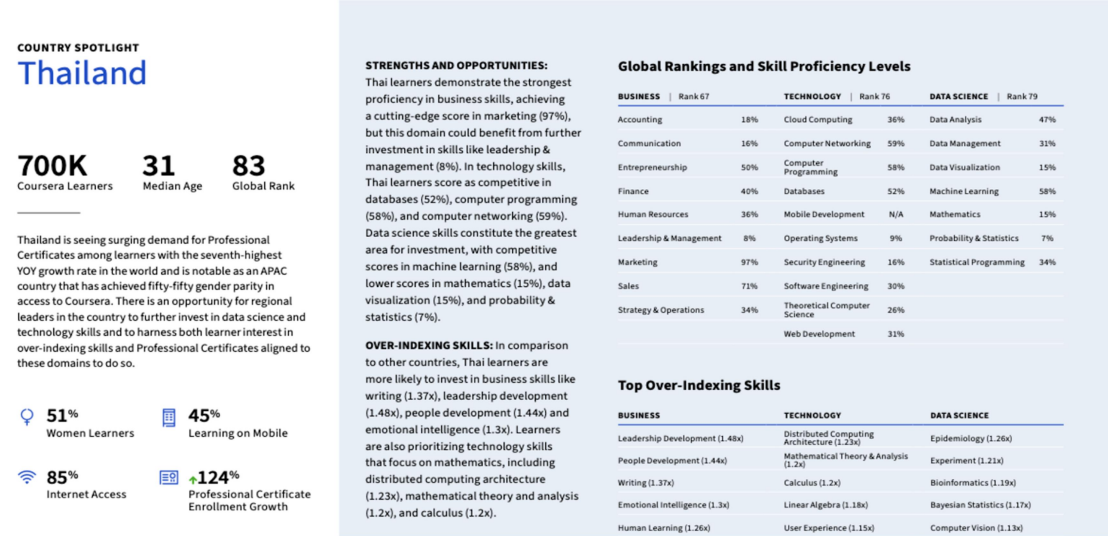 COUNTRY SPOTLIGHT
Thailand
700K
Coursera Learners
31
Median Age
83
Global Rank
Thailand is seeing surging demand for Professional
Certificates among learners with the seventh-highest
YOY growth rate in the world and is notable as an APAC
country that has achieved fifty-fifty gender parity in
access to Coursera. There is an opportunity for regional
leaders in the country to further invest in data science and
technology skills and to harness both learner interest in
over-indexing skills and Professional Certificates aligned to
these domains to do so.
51%
Women Learners
45%
Learning on Mobile
85%
Internet Access
124%
Professional Certificate
Enrollment Growth
STRENGTHS AND OPPORTUNITIES:
Thai learners demonstrate the strongest
proficiency in business skills, achieving
a cutting-edge score in marketing (97%),
but this domain could benefit from further
investment in skills like leadership &
management (8%). In technology skills,
Thai learners score as competitive in
databases (52%), computer programming
(58%), and computer networking (59%).
Data science skills constitute the greatest
area for investment, with competitive
scores in machine learning (58%), and
lower scores in mathematics (15%), data
visualization (15%), and probability &
statistics (7%).
OVER-INDEXING SKILLS: In comparison
to other countries, Thai learners are
more likely to invest in business skills like
writing (1.37x), leadership development
(1.48x), people development (1.44x) and
emotional intelligence (1.3x). Learners
are also prioritizing technology skills
that focus on mathematics, including
distributed computing architecture
(1.23x), mathematical theory and analysis
(1.2x), and calculus (1.2x).
Global Rankings and Skill Proficiency Levels
BUSINESS | Rank 67
Accounting 18%
Communication 16%
Entrepreneurship 50%
Finance 40%
Human Resources 36%
Leadership & Management 8%
Marketing 97%
Sales 71%
Strategy & Operations 34%
TECHNOLOGY | Rank 76
Cloud Computing 36%
Computer Networking 59%
Computer
Programming 58%
Databases 52%
Mobile Development N/A
Operating Systems 9%
Security Engineering 16%
Software Engineering 30%
Theoretical Computer
Science 26%
Web Development 31%
DATA SCIENCE | Rank 79
Data Analysis 47%
Data Management 31%
Data Visualization 15%
Machine Learning 58%
Mathematics 15%
Probability & Statistics 7%
Statistical Programming 34%
Top Over-Indexing Skills
BUSINESS
Leadership Development (1.48x)
People Development (1.44x)
Writing (1.37x)
Emotional Intelligence (1.3x)
Human Learning (1.26x)
TECHNOLOGY
Distributed Computing
Architecture (1.23x)
Mathematical Theory & Analysis
(1.2x)
Calculus (1.2x)
Linear Algebra (1.18x)
User Experience (1.15x)
DATA SCIENCE
Epidemiology (1.26x)
Experiment (1.21x)
Bioinformatics (1.19x)
Bayesian Statistics (1.17x)
Computer Vision (1.13x)